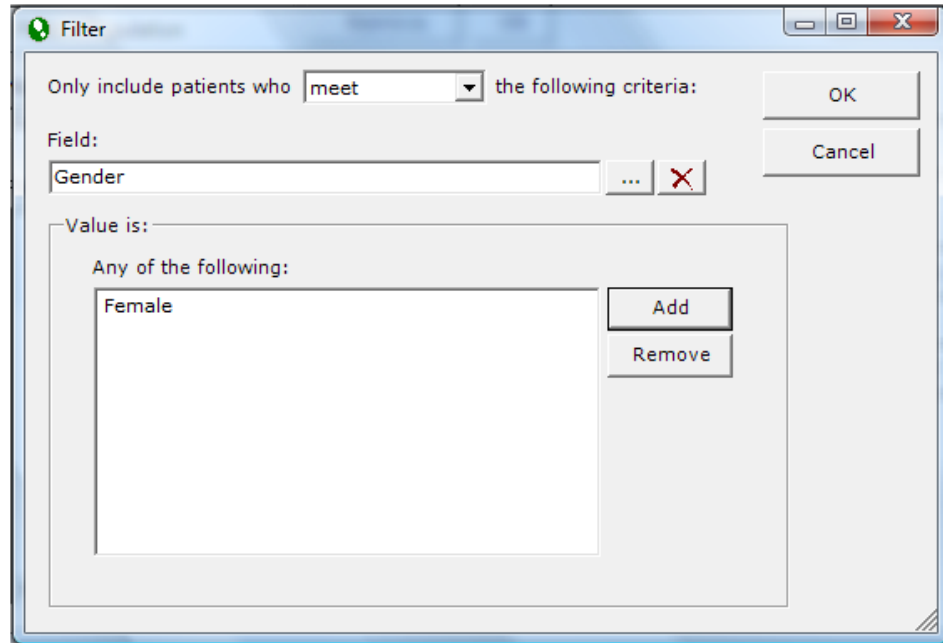 Filter
Only include patients who meet the following criteria:
OK
Field:
Cancel
Gender ...
Value is:
Any of the following:
Female
Add
Remove